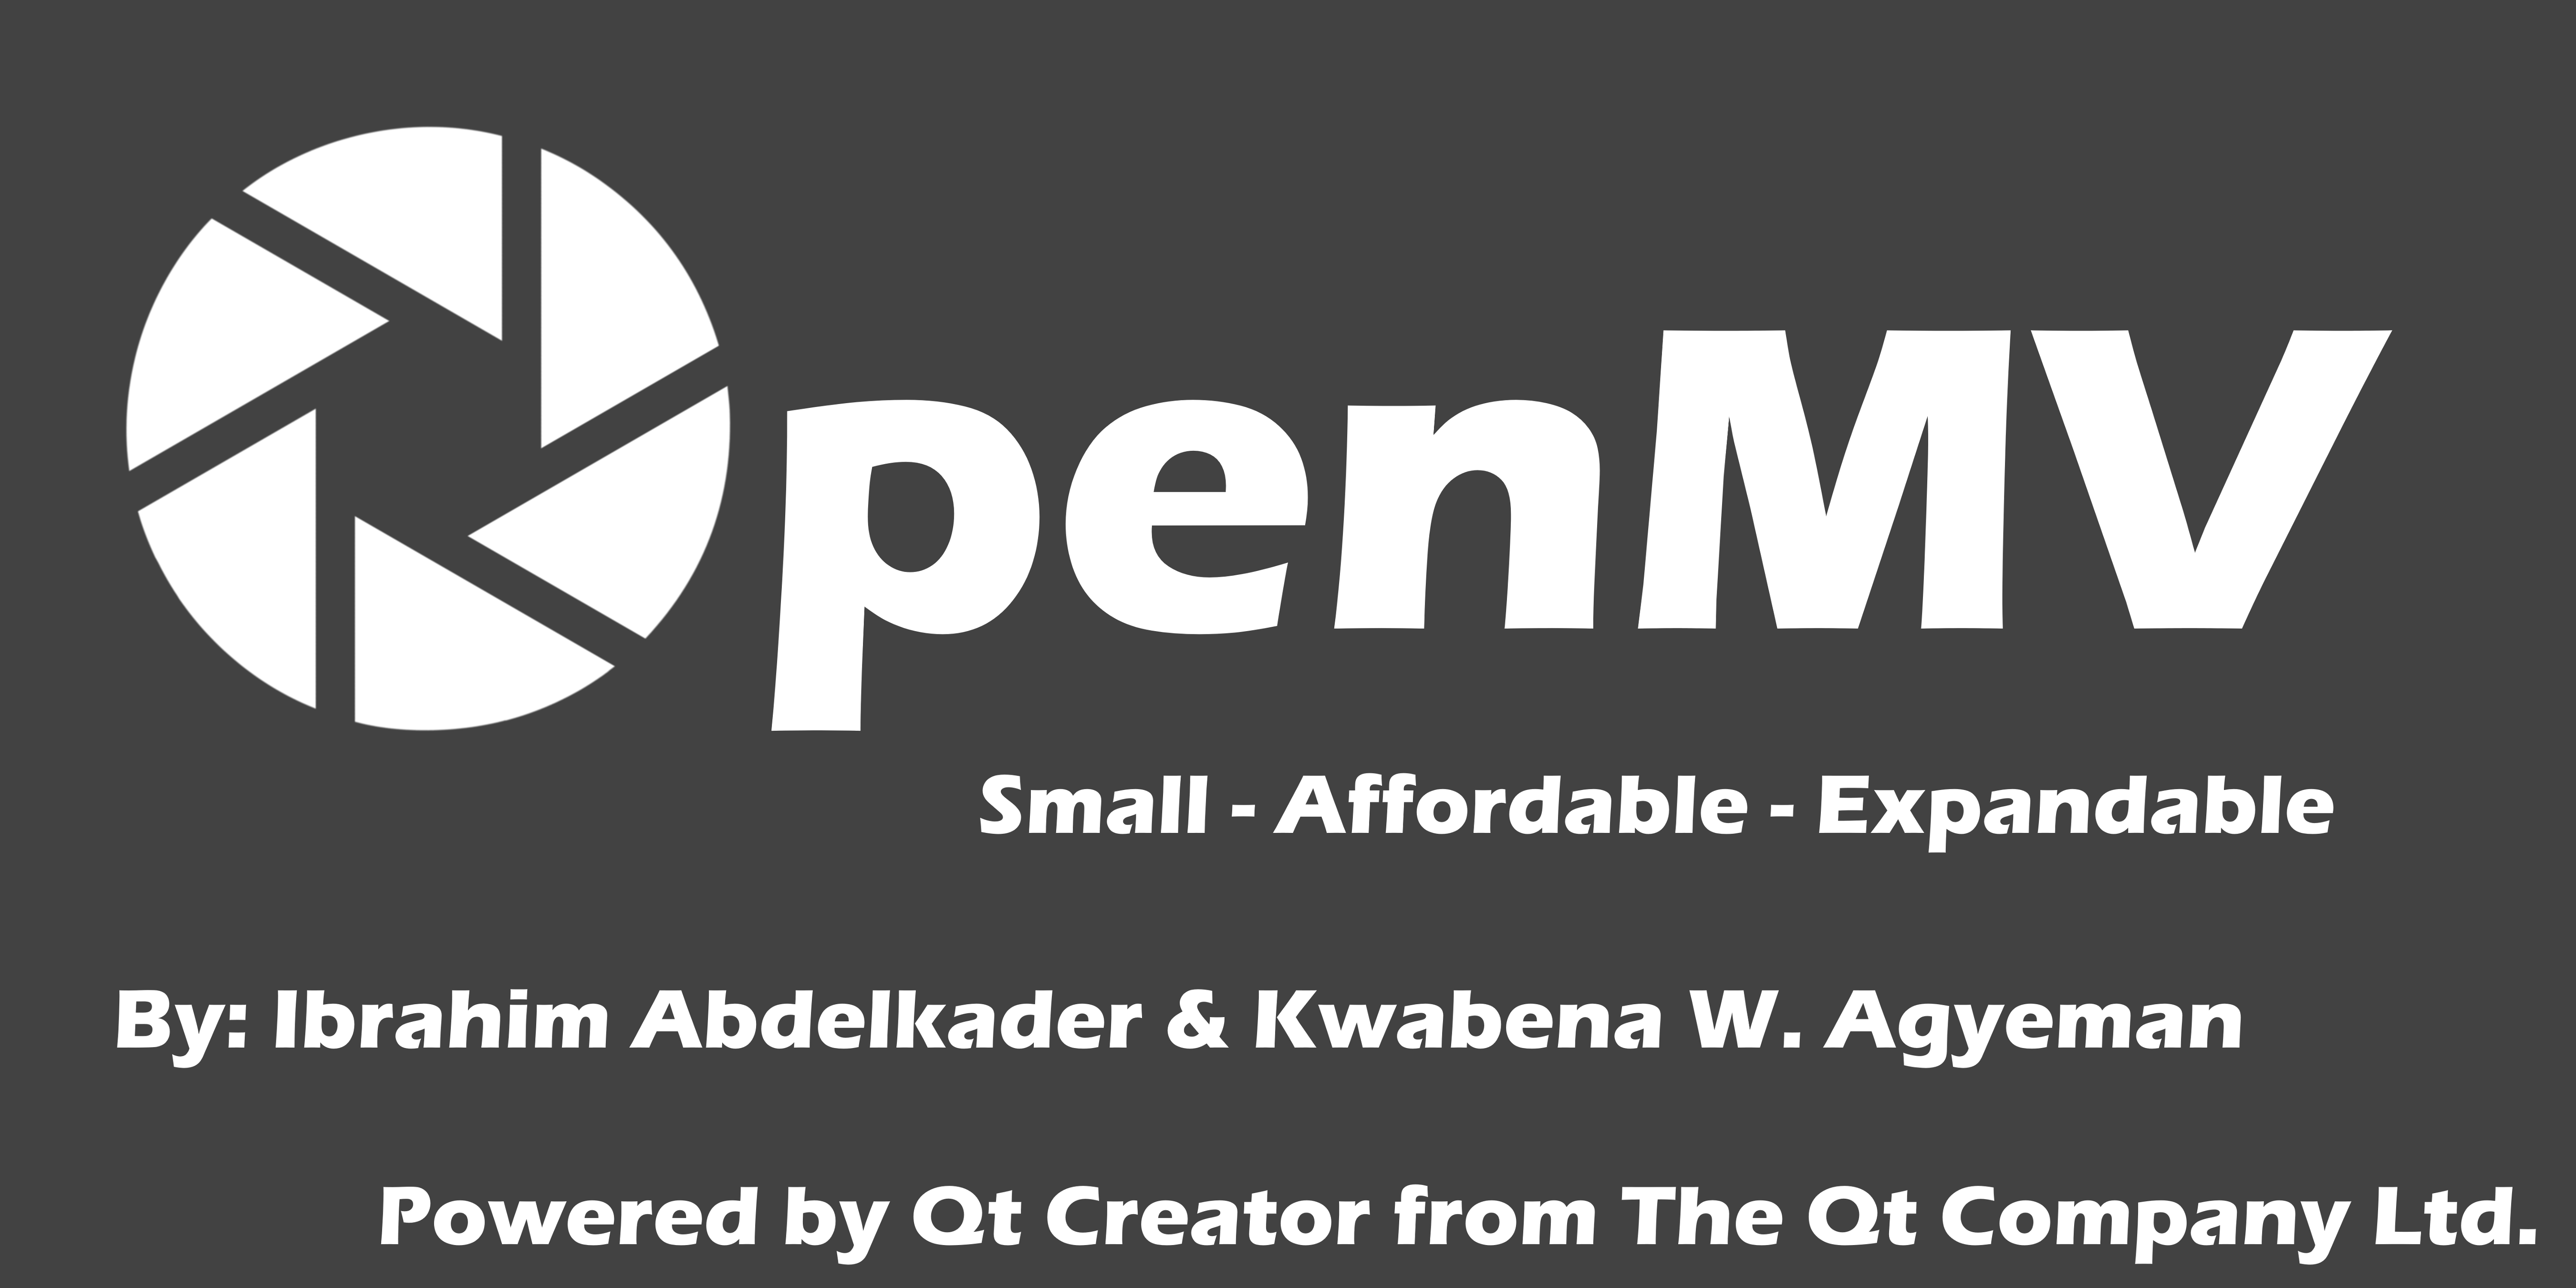 OpenMV
Small - Affordable - Expandable
By: Ibrahim Abdelkader & Kwabena W. Agyeman
Powered by Qt Creator from The Qt Company Ltd.